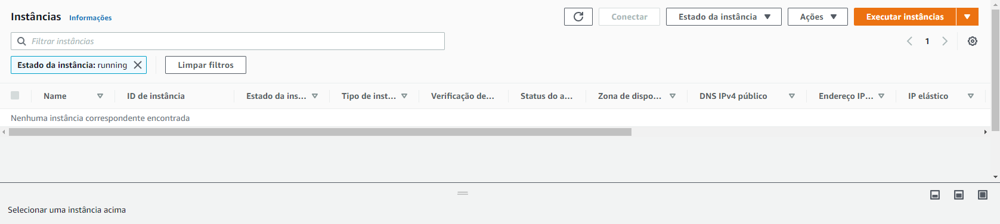 Instâncias Informações Conectar Estado da instância Ações Executar instâncias
Filtrar instâncias 1
Estado da instância: running Limpar filtros
Name ID de instância Estado da ins... Tipo de inst... Verificação de... Status do a... Zona de dispo... DNS IPv4 público Endereço IP... IP elástico
Nenhuma instância correspondente encontrada
Selecionar uma instância acima